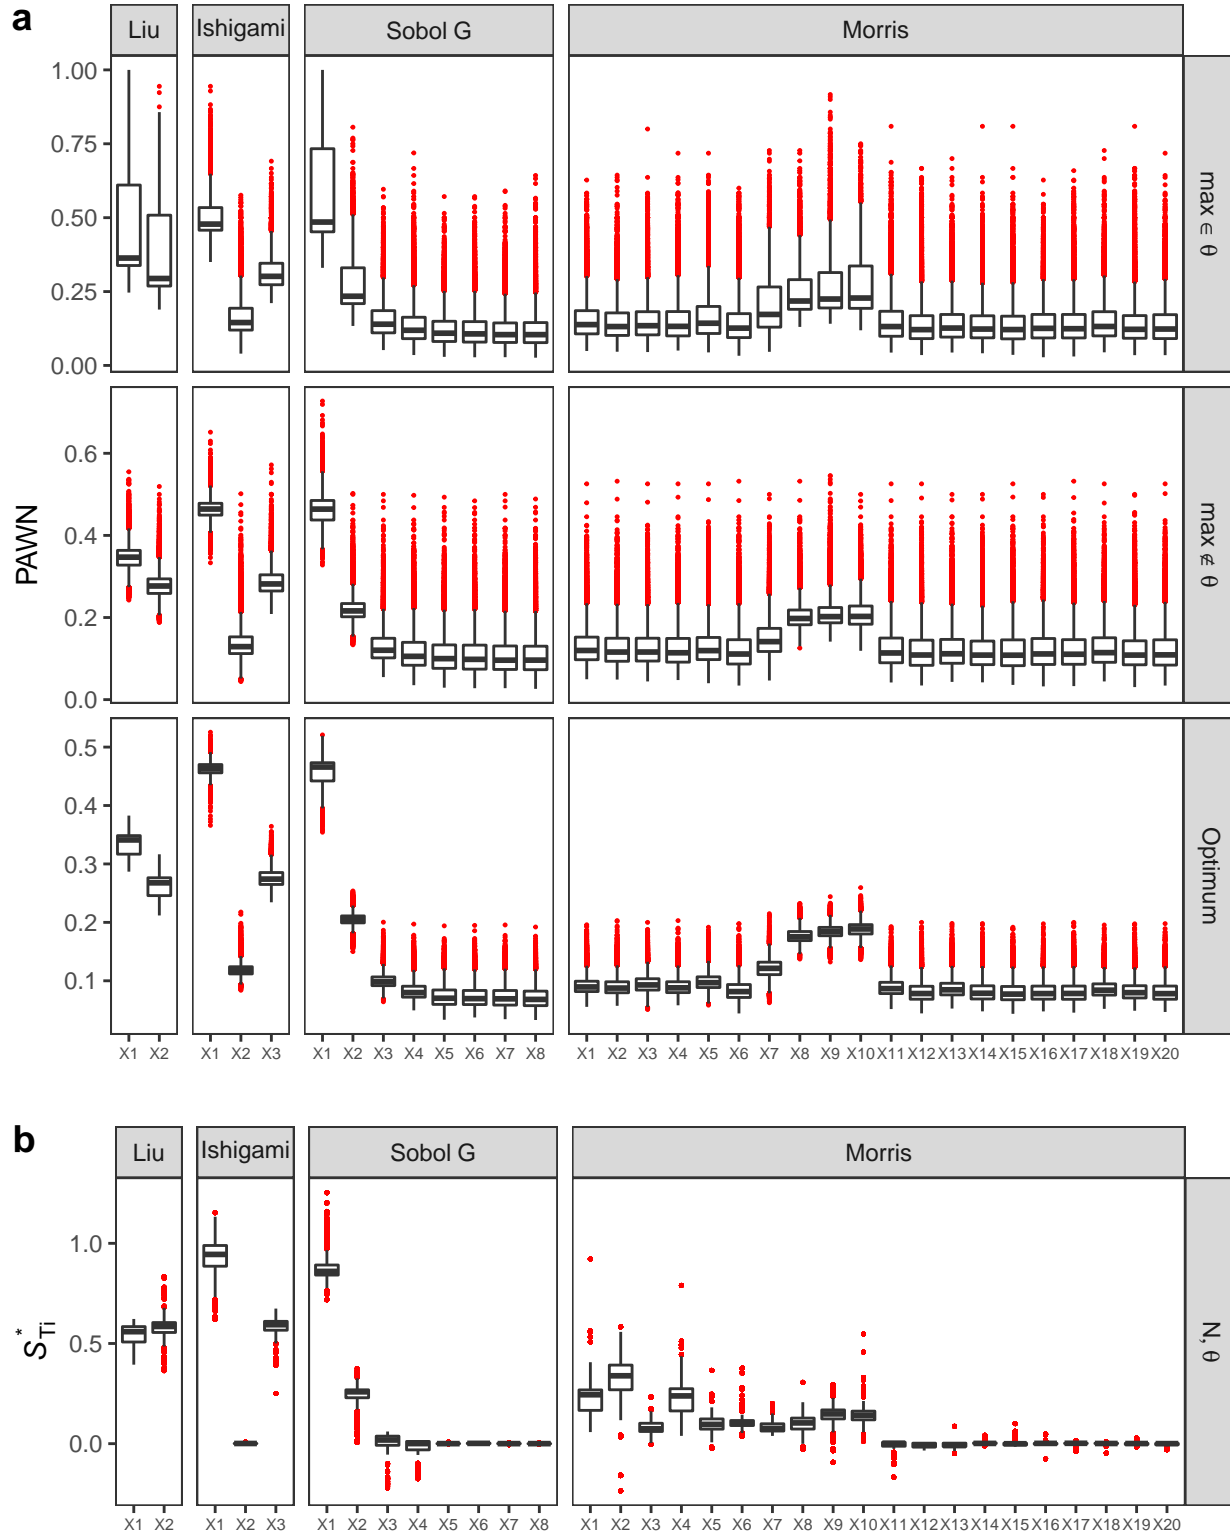 a
Liu Ishigami Sobol G Morris
1.00
0.75
0.50
0.25
0.00
max ∈ θ
0.6
0.4
0.2
0.0
max ∉ θ
PAWN
0.5
0.4
0.3
0.2
0.1
Optimum
X1 X2 X1 X2 X3 X1 X2 X3 X4 X5 X6 X7 X8 X1 X2 X3 X4 X5 X6 X7 X8 X9 X10 X11 X12 X13 X14 X15 X16 X17 X18 X19 X20
b
Liu Ishigami Sobol G Morris
1.0
0.5
0.0
S*Ti
N, θ
X1 X2 X1 X2 X3 X1 X2 X3 X4 X5 X6 X7 X8 X1 X2 X3 X4 X5 X6 X7 X8 X9 X10 X11 X12 X13 X14 X15 X16 X17 X18 X19 X20